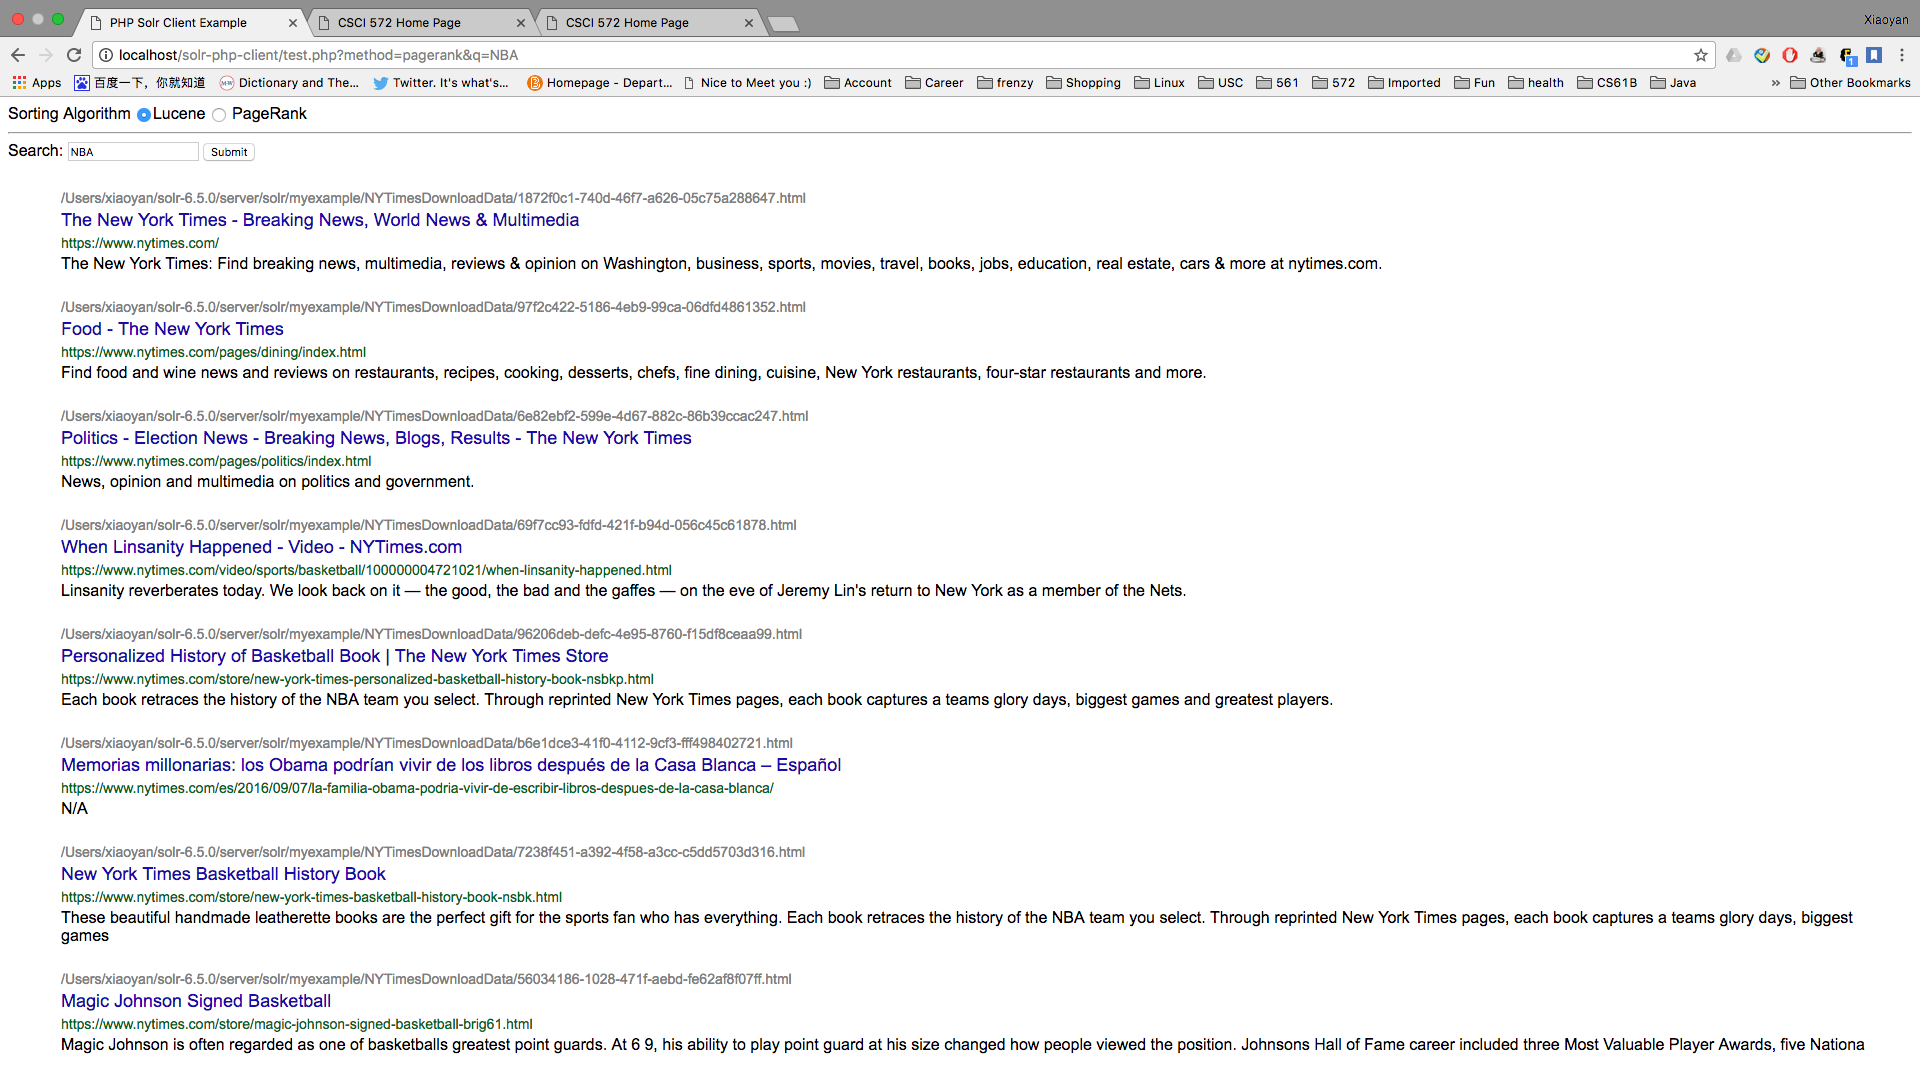 PHP Solr Client Example
CSCI 572 Home Page
CSCI 572 Home Page
Xiaoyan
localhost/solr-php-client/test.php?method=pagerank&q=NBA
Apps 百度一下，你就知道 Dictionary and The... Twitter. It's what's... Homepage - Depart... Nice to Meet you :) Account Career frenzy Shopping Linux USC 561 572 Imported Fun health CS61B Java » Other Bookmarks
Sorting Algorithm Lucene PageRank
Search: NBA Submit
/Users/xiaoyan/solr-6.5.0/server/solr/myexample/NYTimesDownloadData/1872f0c1-740d-46f7-a626-05c75a288647.html
The New York Times - Breaking News, World News & Multimedia
https://www.nytimes.com/
The New York Times: Find breaking news, multimedia, reviews & opinion on Washington, business, sports, movies, travel, books, jobs, education, real estate, cars & more at nytimes.com.
/Users/xiaoyan/solr-6.5.0/server/solr/myexample/NYTimesDownloadData/97f2c422-5186-4eb9-99ca-06dfd4861352.html
Food - The New York Times
https://www.nytimes.com/pages/dining/index.html
Find food and wine news and reviews on restaurants, recipes, cooking, desserts, chefs, fine dining, cuisine, New York restaurants, four-star restaurants and more.
/Users/xiaoyan/solr-6.5.0/server/solr/myexample/NYTimesDownloadData/6e82ebf2-599e-4d67-882c-86b39ccac247.html
Politics - Election News - Breaking News, Blogs, Results - The New York Times
https://www.nytimes.com/pages/politics/index.html
News, opinion and multimedia on politics and government.
/Users/xiaoyan/solr-6.5.0/server/solr/myexample/NYTimesDownloadData/69f7cc93-fdfd-421f-b94d-056c45c61878.html
When Linsanity Happened - Video - NYTimes.com
https://www.nytimes.com/video/sports/basketball/100000004721021/when-linsanity-happened.html
Linsanity reverberates today. We look back on it — the good, the bad and the gaffes — on the eve of Jeremy Lin's return to New York as a member of the Nets.
/Users/xiaoyan/solr-6.5.0/server/solr/myexample/NYTimesDownloadData/96206deb-defc-4e95-8760-f15df8ceaa99.html
Personalized History of Basketball Book | The New York Times Store
https://www.nytimes.com/store/new-york-times-personalized-basketball-history-book-nsbkp.html
Each book retraces the history of the NBA team you select. Through reprinted New York Times pages, each book captures a teams glory days, biggest games and greatest players.
/Users/xiaoyan/solr-6.5.0/server/solr/myexample/NYTimesDownloadData/b6e1dce3-41f0-4112-9cf3-fff498402721.html
Memorias millonarias: los Obama podrían vivir de los libros después de la Casa Blanca – Español
https://www.nytimes.com/es/2016/09/07/la-familia-obama-podria-vivir-de-escribir-libros-despues-de-la-casa-blanca/
N/A
/Users/xiaoyan/solr-6.5.0/server/solr/myexample/NYTimesDownloadData/7238f451-a392-4f58-a3cc-c5dd5703d316.html
New York Times Basketball History Book
https://www.nytimes.com/store/new-york-times-basketball-history-book-nsbk.html
These beautiful handmade leatherette books are the perfect gift for the sports fan who has everything. Each book retraces the history of the NBA team you select. Through reprinted New York Times pages, each book captures a teams glory days, biggest
games
/Users/xiaoyan/solr-6.5.0/server/solr/myexample/NYTimesDownloadData/56034186-1028-471f-aebd-fe62af8f07ff.html
Magic Johnson Signed Basketball
https://www.nytimes.com/store/magic-johnson-signed-basketball-brig61.html
Magic Johnson is often regarded as one of basketballs greatest point guards. At 6 9, his ability to play point guard at his size changed how people viewed the position. Johnsons Hall of Fame career included three Most Valuable Player Awards, five Nationa